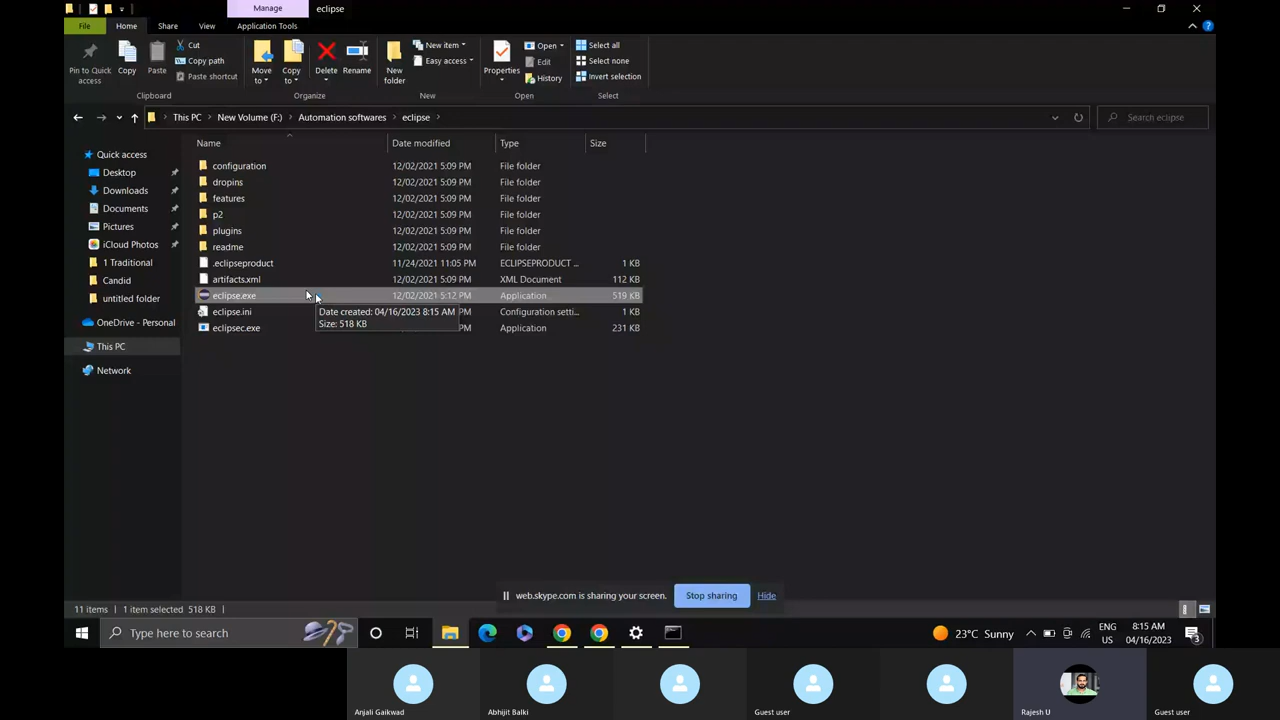 Manage
eclipse
File
Home
Share
View
Application Tools
Pin to Quick access
Copy
Paste
Cut
Copy path
Paste shortcut
Clipboard
Move to
Copy to
Delete
Rename
Organize
New folder
New item
Easy access
New
Properties
Open
Edit
History
Open
Select all
Select none
Invert selection
Select
This PC > New Volume (F:) > Automation softwares > eclipse >
Search eclipse
Name Date modified Type Size
Quick access
Desktop
Downloads
Documents
Pictures
iCloud Photos
1 Traditional
Candid
untitled folder
OneDrive - Personal
This PC
Network
configuration 12/02/2021 5:09 PM File folder
dropins 12/02/2021 5:09 PM File folder
features 12/02/2021 5:09 PM File folder
p2 12/02/2021 5:09 PM File folder
plugins 12/02/2021 5:09 PM File folder
readme 12/02/2021 5:09 PM File folder
.eclipseproduct 11/24/2021 11:05 PM ECLIPSEPRODUCT ... 1 KB
artifacts.xml 12/02/2021 5:09 PM XML Document 112 KB
eclipse.exe 12/02/2021 5:12 PM Application 519 KB
eclipse.ini PM Configuration setti... 1 KB
eclipsec.exe PM Application 231 KB
Date created: 04/16/2023 8:15 AM
Size: 518 KB
web.skype.com is sharing your screen.
Stop sharing
Hide
11 items
1 item selected 518 KB
Type here to search
23°C Sunny
ENG
US
8:15 AM
04/16/2023
3
Anjali Gaikwad
Abhijit Balki
Guest user
Rajesh U
Guest user